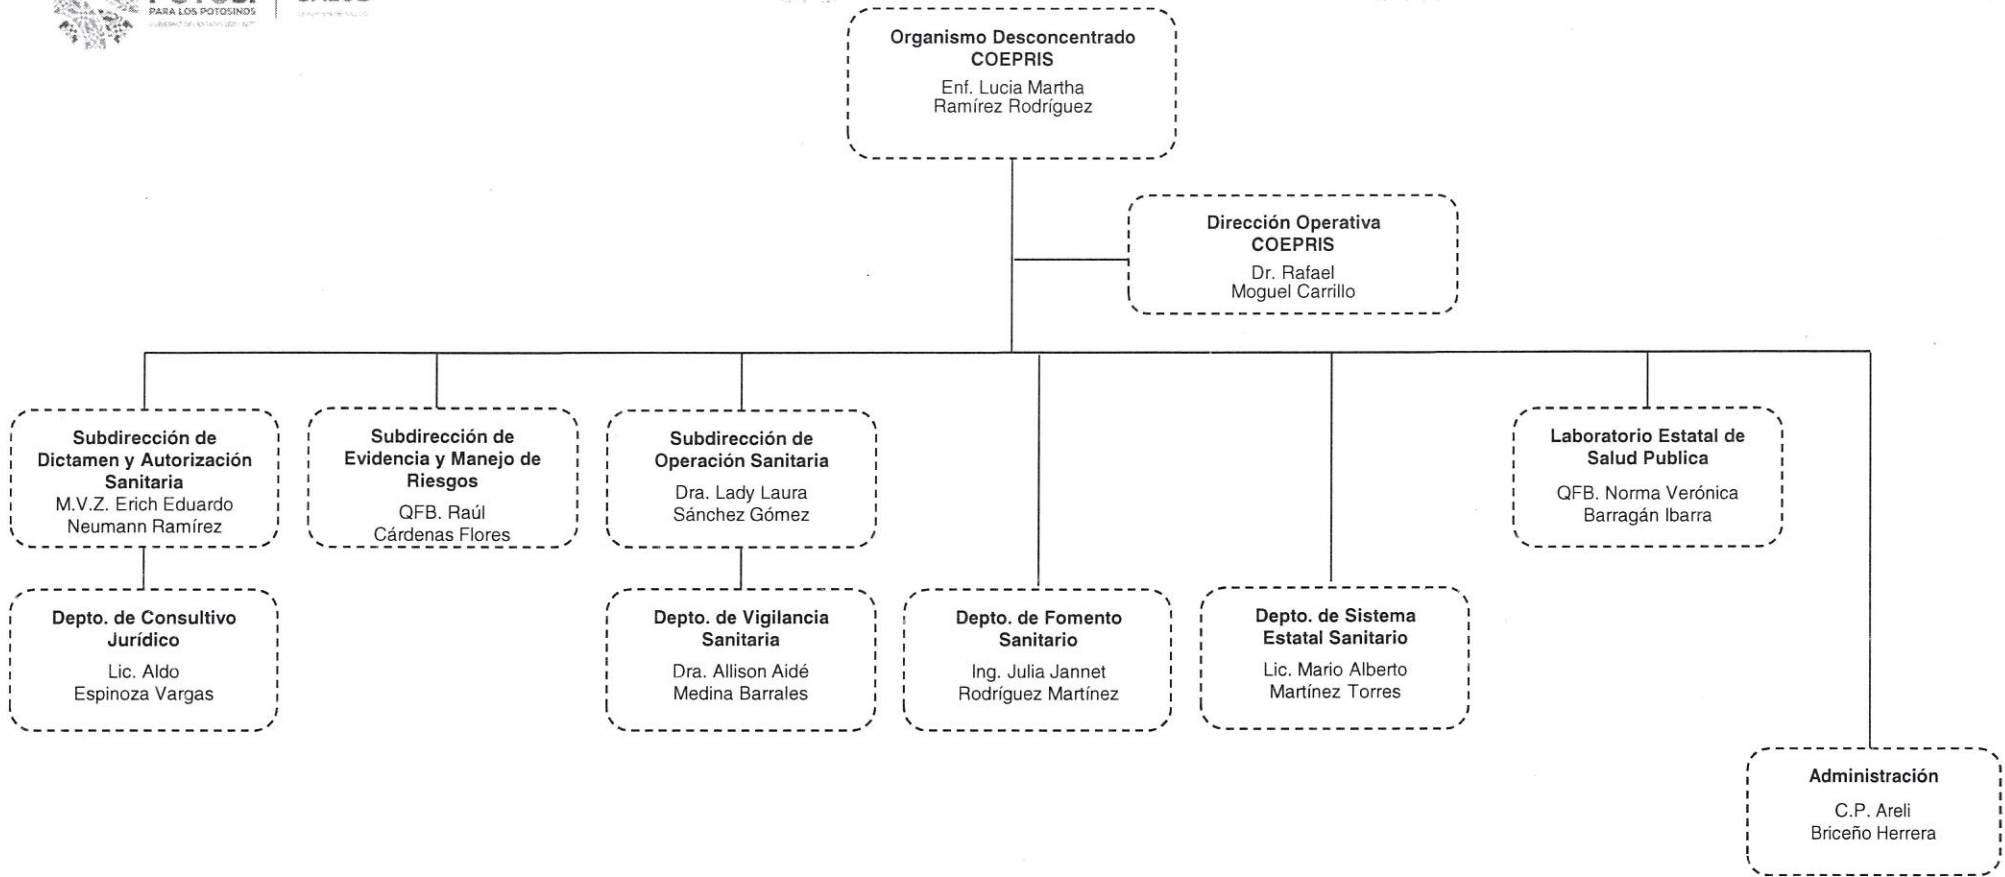 PARA LOS POTOSINOS
Organismo Desconcentrado
COEPRIS
Enf. Lucia Martha
Ramírez Rodríguez
Dirección Operativa
COEPRIS
Dr. Rafael
Moguel Carrillo
Subdirección de
Dictamen y Autorización
Sanitaria
M.V.Z. Erich Eduardo
Neumann Ramírez
Subdirección de
Evidencia y Manejo de
Riesgos
QFB. Raúl
Cárdenas Flores
Subdirección de
Operación Sanitaria
Dra. Lady Laura
Sánchez Gómez
Laboratorio Estatal de
Salud Publica
QFB. Norma Verónica
Barragán Ibarra
Depto. de Consultivo
Jurídico
Lic. Aldo
Espinoza Vargas
Depto. de Vigilancia
Sanitaria
Dra. Allison Aidé
Medina Barrales
Depto. de Fomento
Sanitario
Ing. Julia Jannet
Rodríguez Martínez
Depto. de Sistema
Estatal Sanitario
Lic. Mario Alberto
Martínez Torres
Administración
C.P. Areli
Briceño Herrera